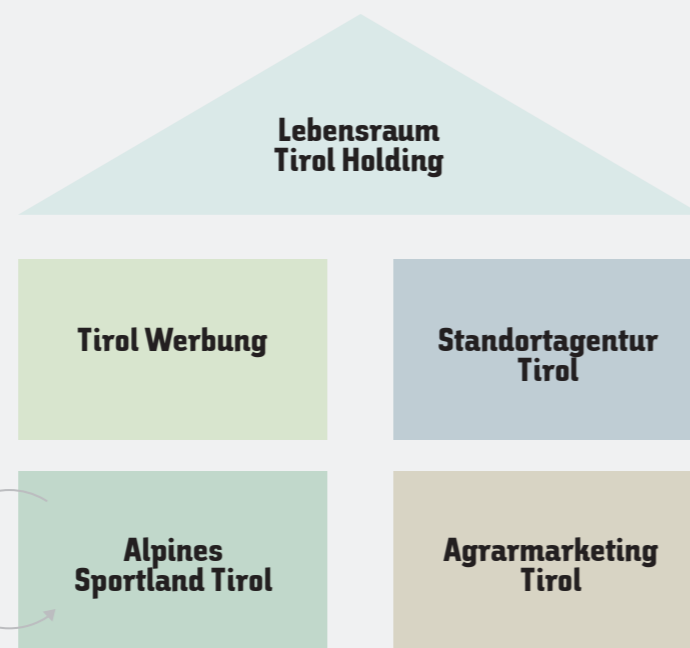 Lebensraum
Tirol Holding
Tirol Werbung
Standortagentur
Tirol
Alpines
Sportland Tirol
Agrarmarketing
Tirol